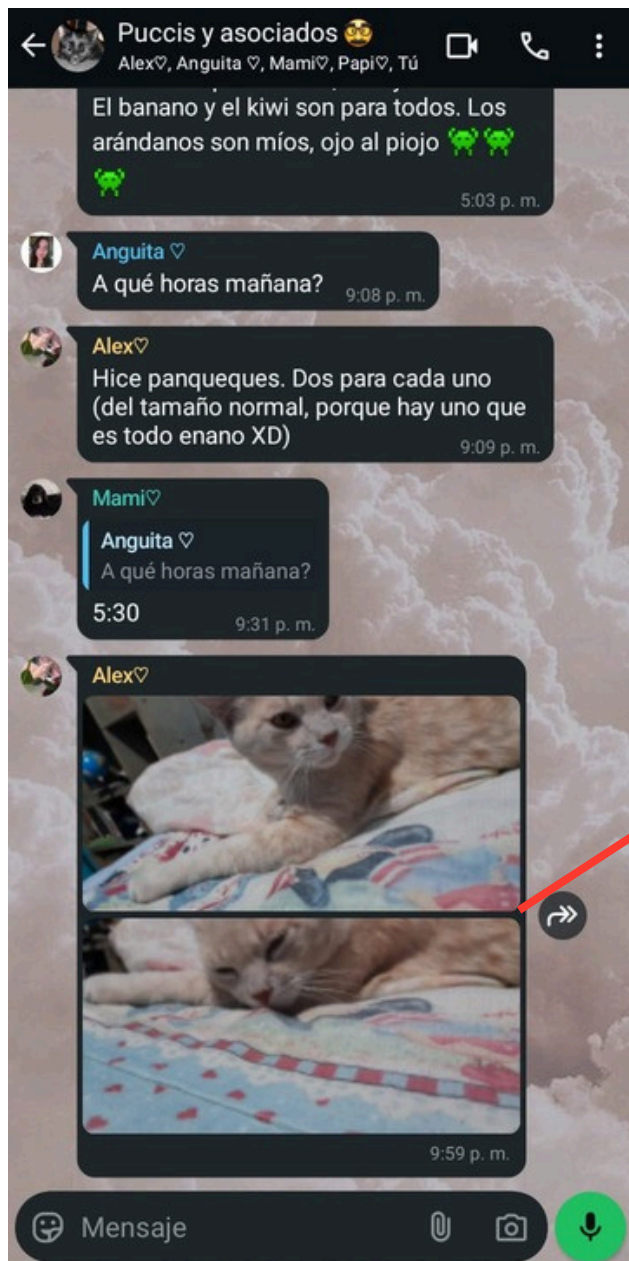 Puccis y asociados 🥸
Alex♡, Anguita ♡, Mami♡, Papi♡, Tú
El banano y el kiwi son para todos. Los
arándanos son míos, ojo al piojo 👾👾
👾
5:03 p. m.
Anguita ♡
A qué horas mañana?
9:08 p. m.
Alex♡
Hice panqueques. Dos para cada uno
(del tamaño normal, porque hay uno que
es todo enano XD)
9:09 p. m.
Mami♡
Anguita ♡
A qué horas mañana?
5:30
9:31 p. m.
Alex♡
9:59 p. m.
Mensaje